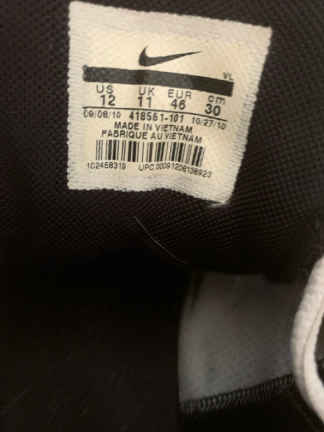 VL
US UK EUR cm
12 11 46 30
09/08/10 418561-101 10/27/10
MADE IN VIETNAM
FABRIQUE AU VIETNAM
UPC